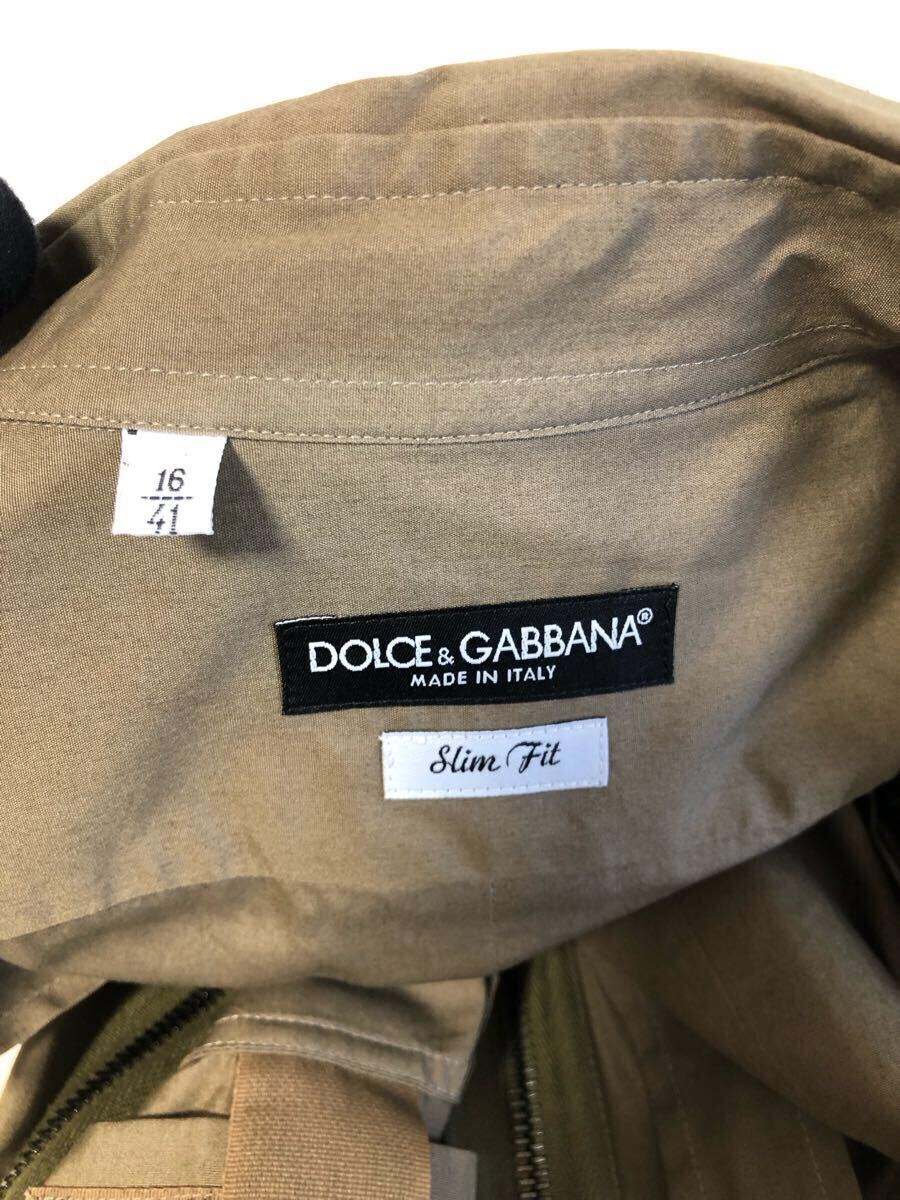 16
41
DOLCE & GABBANA®
MADE IN ITALY
Slim Fit